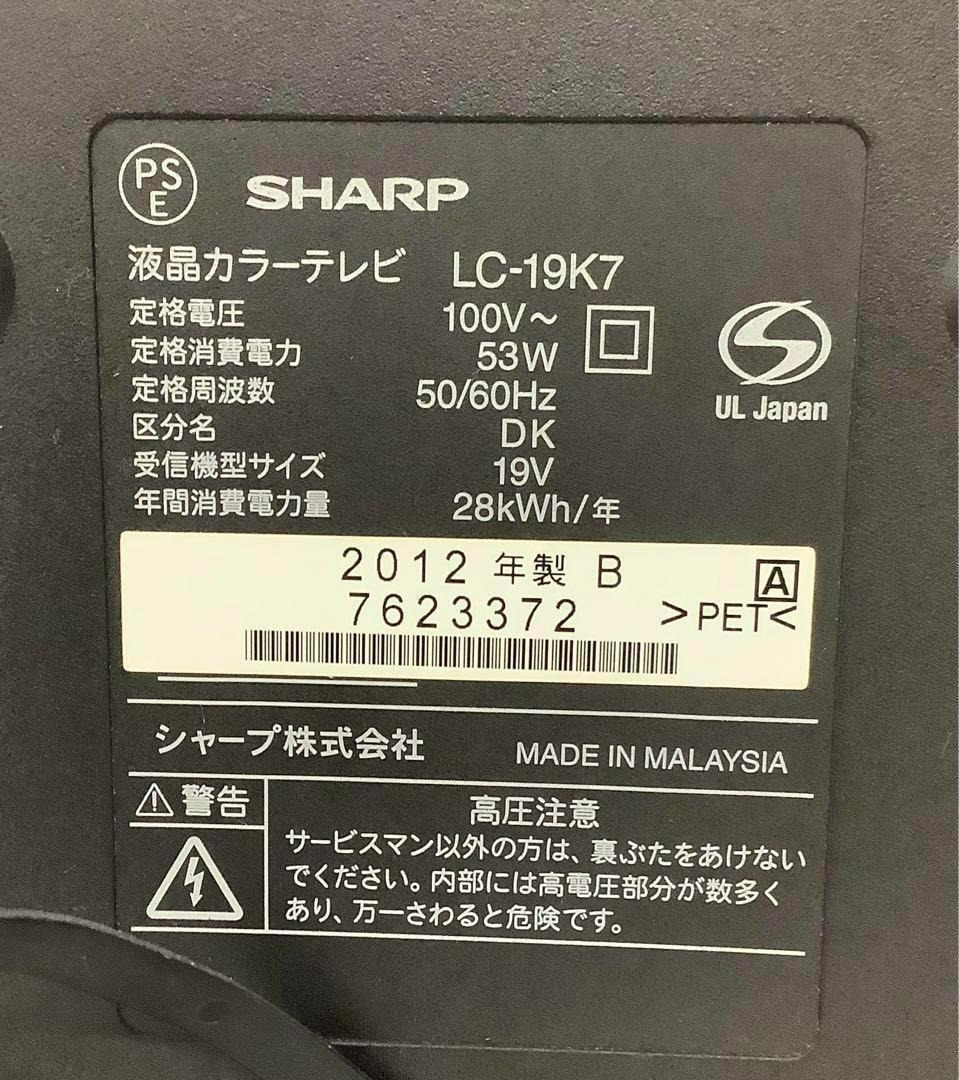 PS
E
SHARP
液晶カラーテレビ LC-19K7
定格電圧 100V~
定格消費電力 53W
定格周波数 50/60Hz
区分名 DK
受信機型サイズ 19V
年間消費電力量 28kWh/年
UL Japan
2012 年製 B
A
7623372 >PET<
シャープ株式会社 MADE IN MALAYSIA
警告
高圧注意
サービスマン以外の方は、裏ぶたをあけない
でください。内部には高電圧部分が数多く
あり、万一さわると危険です。